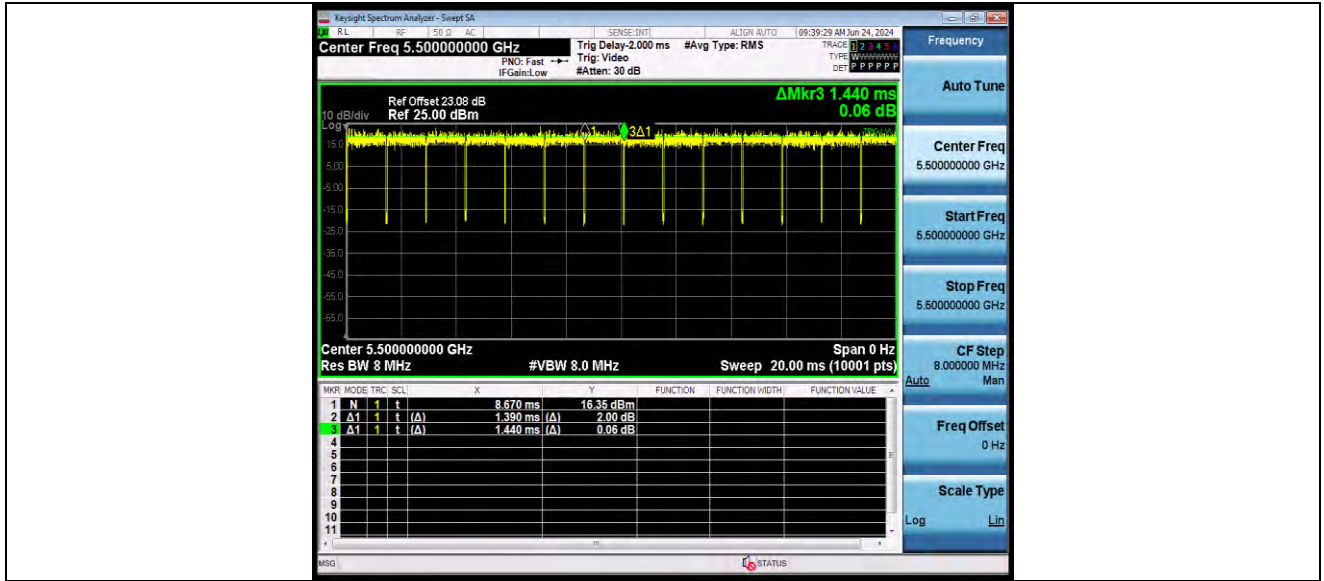 Keysight Spectrum Analyzer - Swept SA
RL RF 50 Ω AC SENSE:INT ALIGN AUTO 09:39:29 AM Jun 24, 2024
Center Freq 5.500000000 GHz
PNO: Fast
IFGain:Low
Trig Delay-2.000 ms
Trig: Video
#Atten: 30 dB
#Avg Type: RMS
TRACE 1 2 3 4 5 6
TYPE WWWWWW
DET P P P P P P
ΔMkr3 1.440 ms
0.06 dB
Ref Offset 23.08 dB
10 dB/div Ref 25.00 dBm
Log
1
3Δ1
15.0
5.00
-5.00
-15.0
-25.0
-35.0
-45.0
-55.0
-65.0
Center 5.500000000 GHz Span 0 Hz
Res BW 8 MHz #VBW 8.0 MHz Sweep 20.00 ms (10001 pts)
MKR MODE TRC SCL X Y FUNCTION FUNCTION WIDTH FUNCTION VALUE
1 N 1 t 8.670 ms 16.35 dBm
2 Δ1 1 t (Δ) 1.390 ms (Δ) 2.00 dB
3 Δ1 1 t (Δ) 1.440 ms (Δ) 0.06 dB
4
5
6
7
8
9
10
11
MSG STATUS
Frequency
Auto Tune
Center Freq
5.500000000 GHz
Start Freq
5.500000000 GHz
Stop Freq
5.500000000 GHz
CF Step
8.000000 MHz
Auto Man
Freq Offset
0 Hz
Scale Type
Log Lin